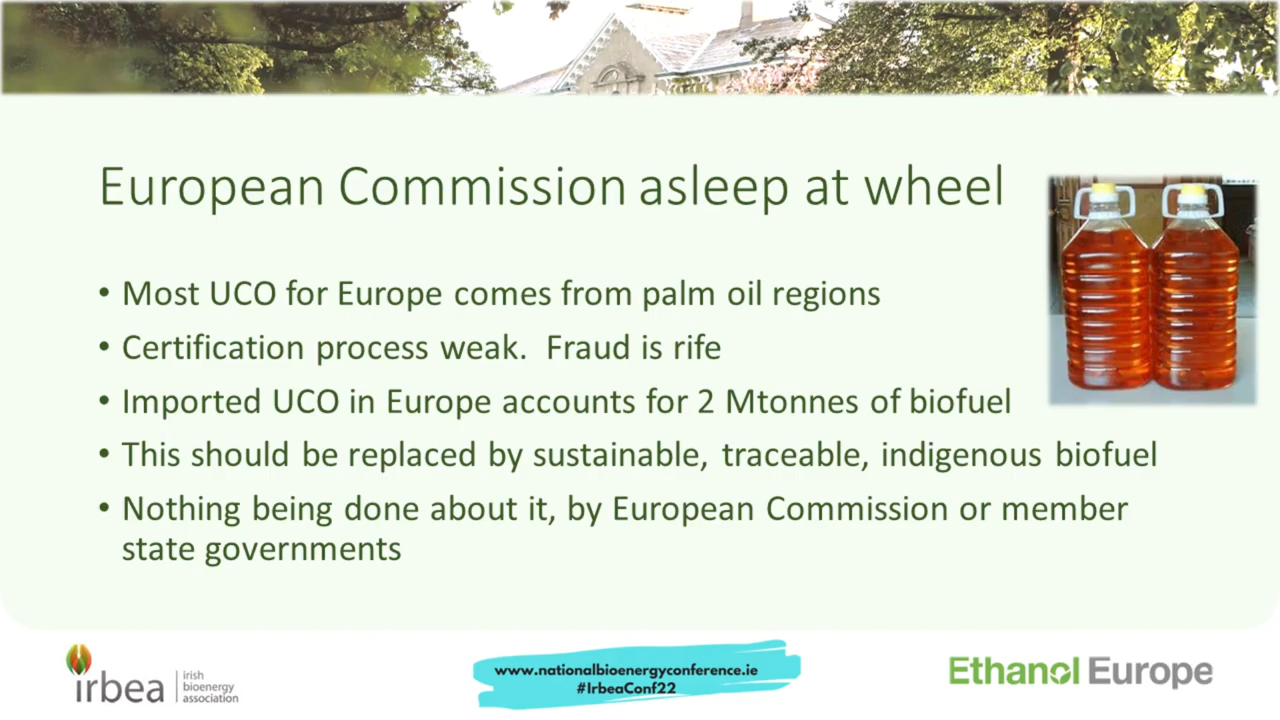 European Commission asleep at wheel
• Most UCO for Europe comes from palm oil regions
• Certification process weak.  Fraud is rife
• Imported UCO in Europe accounts for 2 Mtonnes of biofuel
• This should be replaced by sustainable, traceable, indigenous biofuel
• Nothing being done about it, by European Commission or member
state governments
irbea
irish
bioenergy
association
www.nationalbioenergyconference.ie
#IrbeaConf22
Ethanol Europe